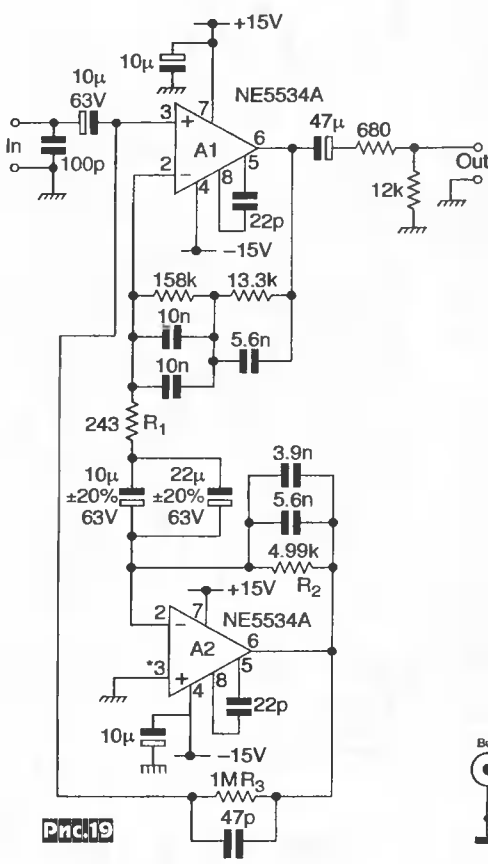 +15V
10µ
10µ
63V
NE5534A
7
3
+
6
47µ
680
In
A1
5
Out
100p
2
−
4
8
12k
22p
−15V
158k
13.3k
10n
5.6n
10n
243 R1
3.9n
10µ
22µ
±20%
±20%
5.6n
63V
63V
4.99k
R2
+15V
7
2
−
NE5534A
6
A2
*3
+
5
4
8
22p
10µ
−15V
1M R3
47p
Рис.19